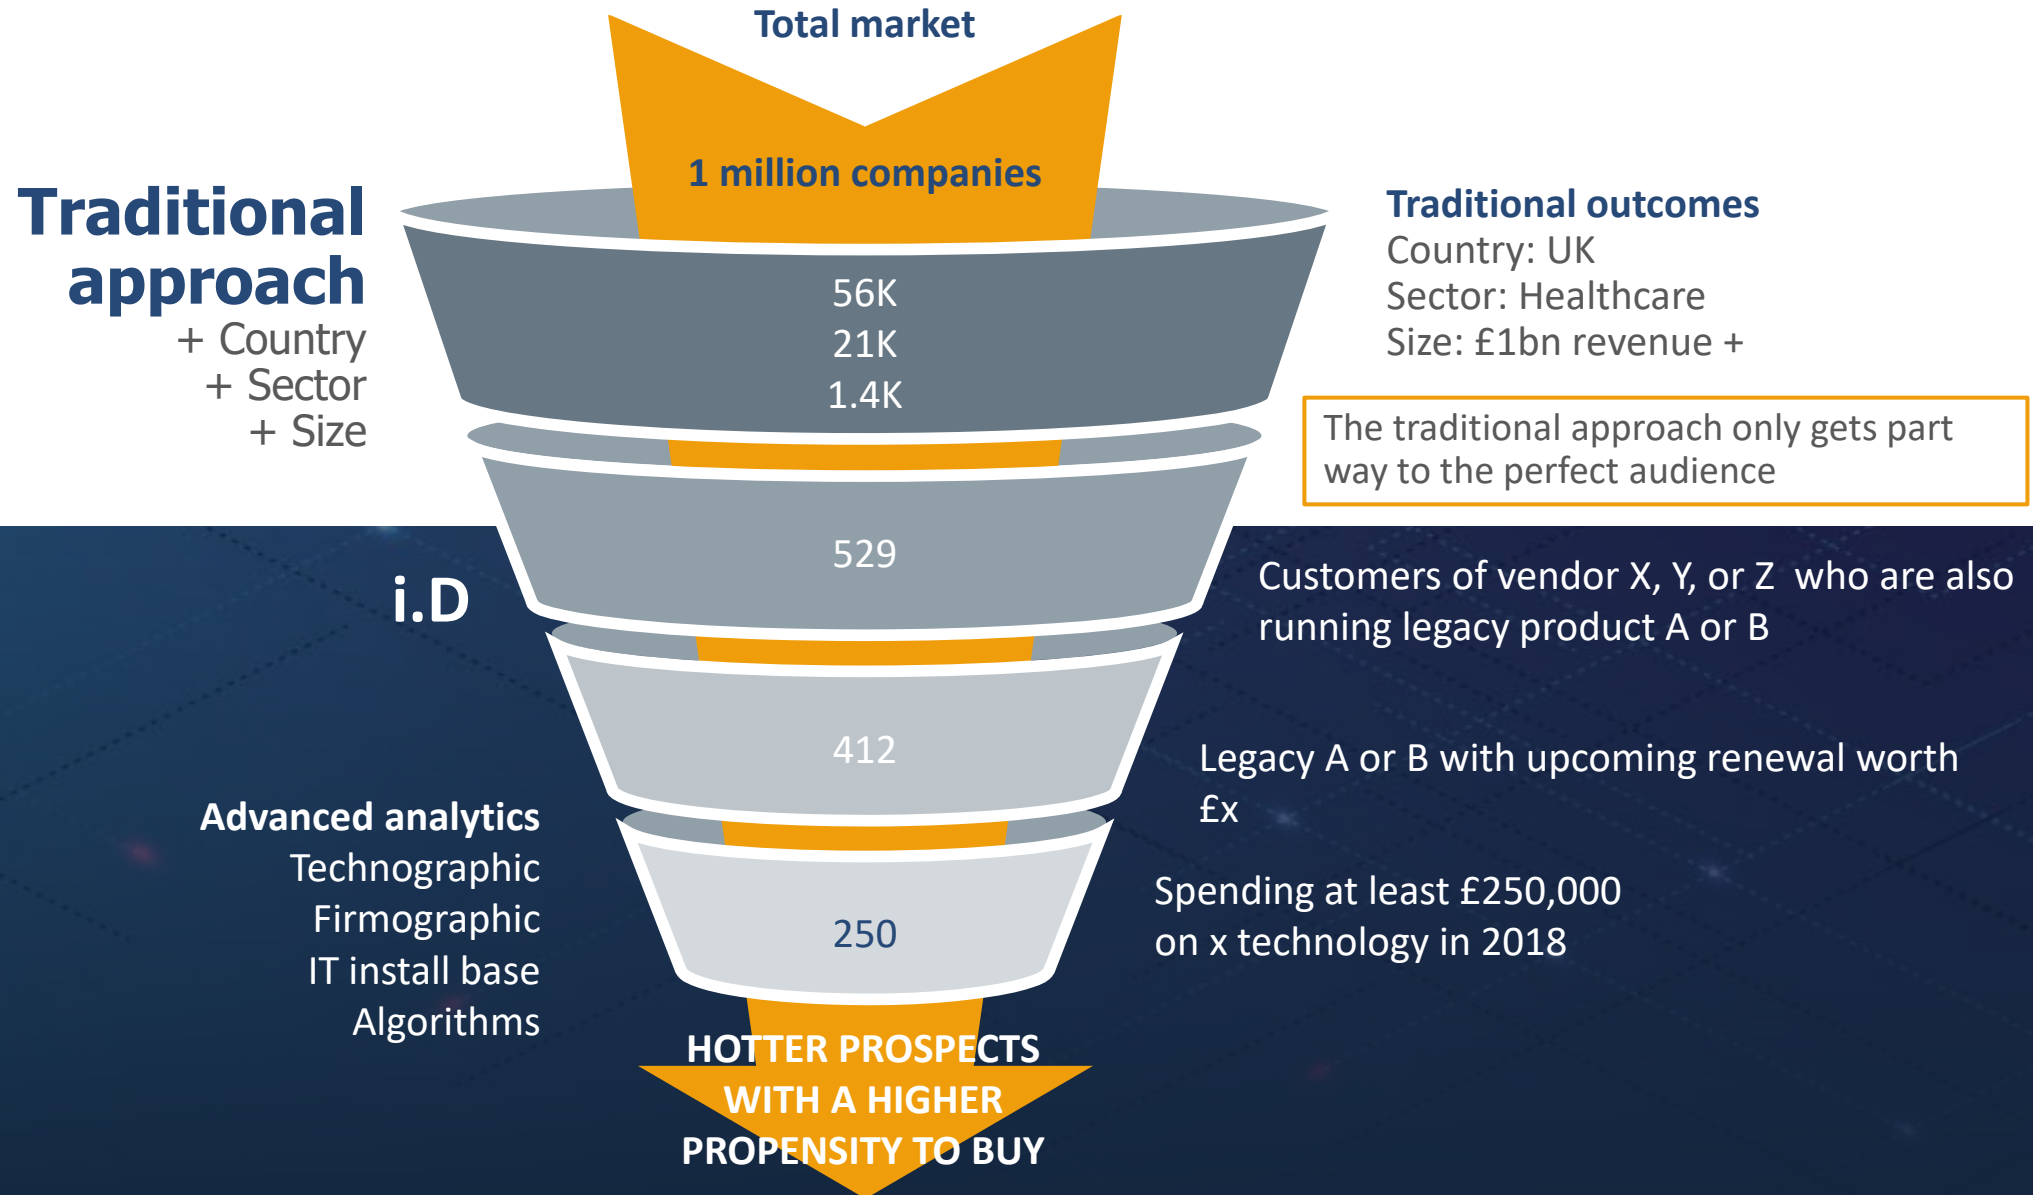 Total market
1 million companies
Traditional
approach
+ Country
+ Sector
+ Size
56K
21K
1.4K
Traditional outcomes
Country: UK
Sector: Healthcare
Size: £1bn revenue +
The traditional approach only gets part
way to the perfect audience
i.D
529
Customers of vendor X, Y, or Z who are also
running legacy product A or B
412
Legacy A or B with upcoming renewal worth
£x
Advanced analytics
Technographic
Firmographic
IT install base
Algorithms
250
Spending at least £250,000
on x technology in 2018
HOTTER PROSPECTS
WITH A HIGHER
PROPENSITY TO BUY